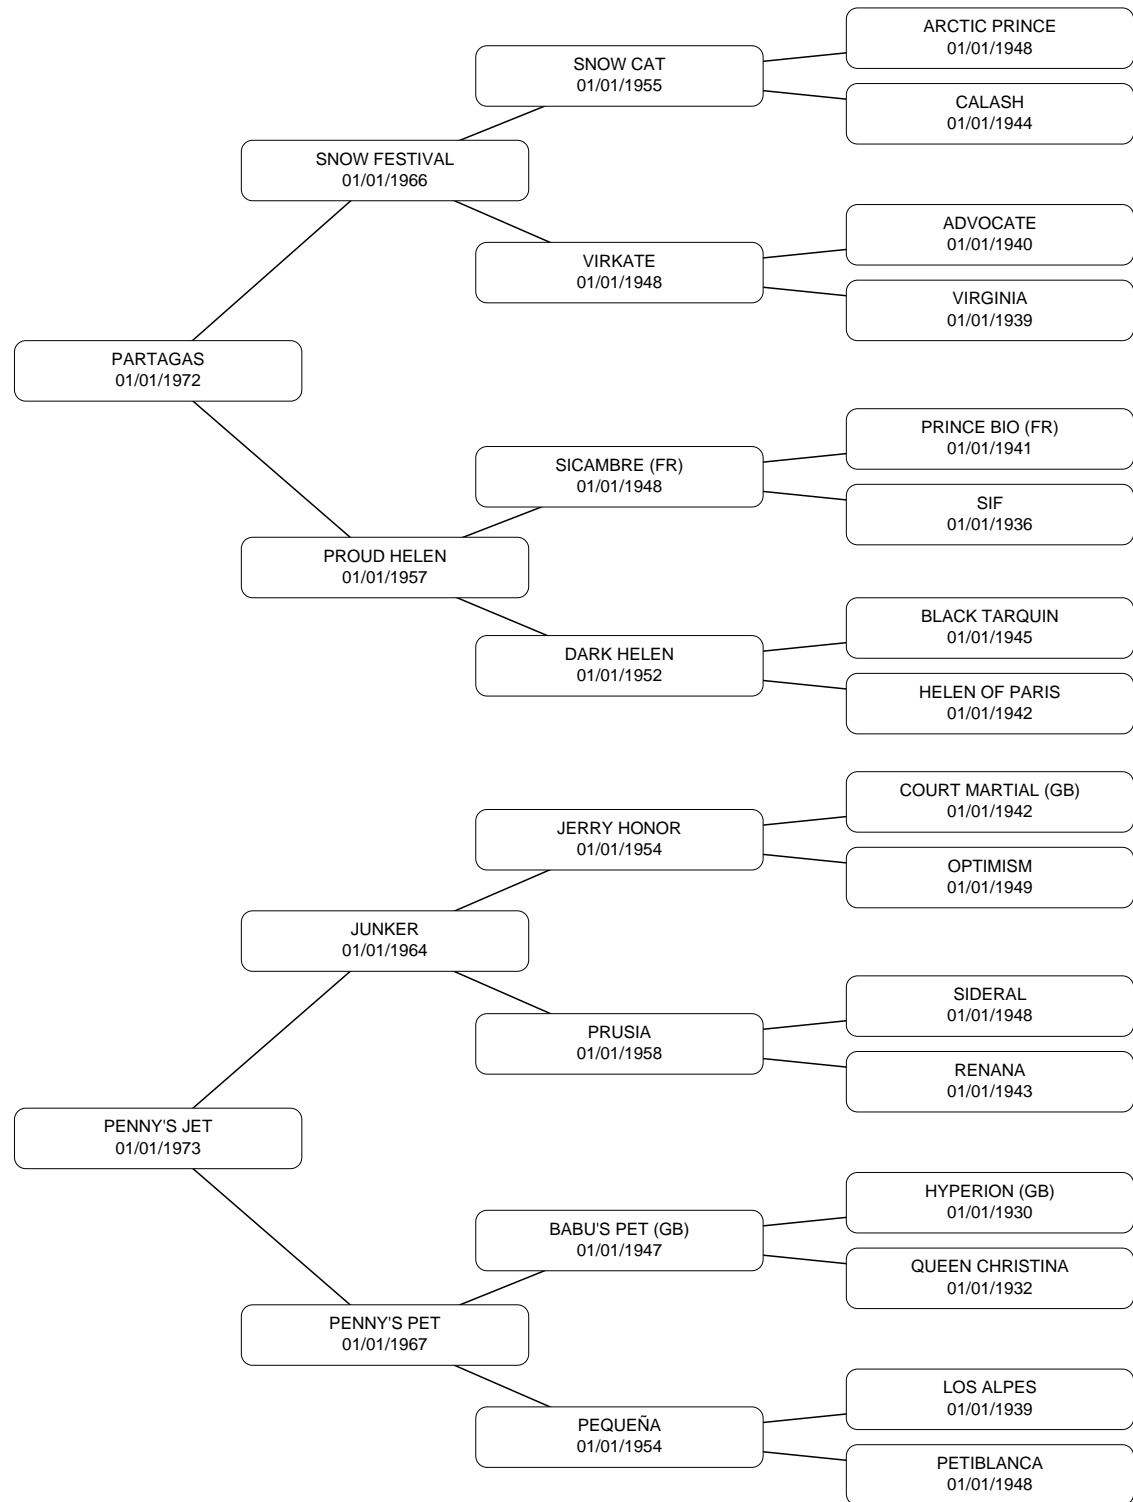 ARCTIC PRINCE
01/01/1948
SNOW CAT
01/01/1955
CALASH
01/01/1944
SNOW FESTIVAL
01/01/1966
ADVOCATE
01/01/1940
VIRKATE
01/01/1948
VIRGINIA
01/01/1939
PARTAGAS
01/01/1972
PRINCE BIO (FR)
01/01/1941
SICAMBRE (FR)
01/01/1948
SIF
01/01/1936
PROUD HELEN
01/01/1957
BLACK TARQUIN
01/01/1945
DARK HELEN
01/01/1952
HELEN OF PARIS
01/01/1942
COURT MARTIAL (GB)
01/01/1942
JERRY HONOR
01/01/1954
OPTIMISM
01/01/1949
JUNKER
01/01/1964
SIDERAL
01/01/1948
PRUSIA
01/01/1958
RENANA
01/01/1943
PENNY'S JET
01/01/1973
HYPERION (GB)
01/01/1930
BABU'S PET (GB)
01/01/1947
QUEEN CHRISTINA
01/01/1932
PENNY'S PET
01/01/1967
LOS ALPES
01/01/1939
PEQUEÑA
01/01/1954
PETIBLANCA
01/01/1948